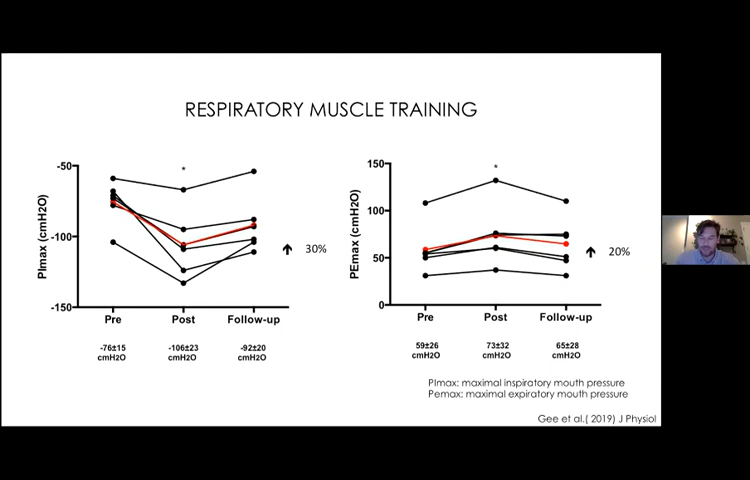 RESPIRATORY MUSCLE TRAINING
PImax (cmH2O)
-50
-100
-150
*
Pre
Post
Follow-up
30%
-76±15
cmH2O
-106±23
cmH2O
-92±20
cmH2O
PEmax (cmH2O)
150
100
50
0
*
Pre
Post
Follow-up
20%
59±26
cmH2O
73±32
cmH2O
65±28
cmH2O
PImax: maximal inspiratory mouth pressure
Pemax: maximal expiratory mouth pressure
Gee et al.( 2019) J Physiol